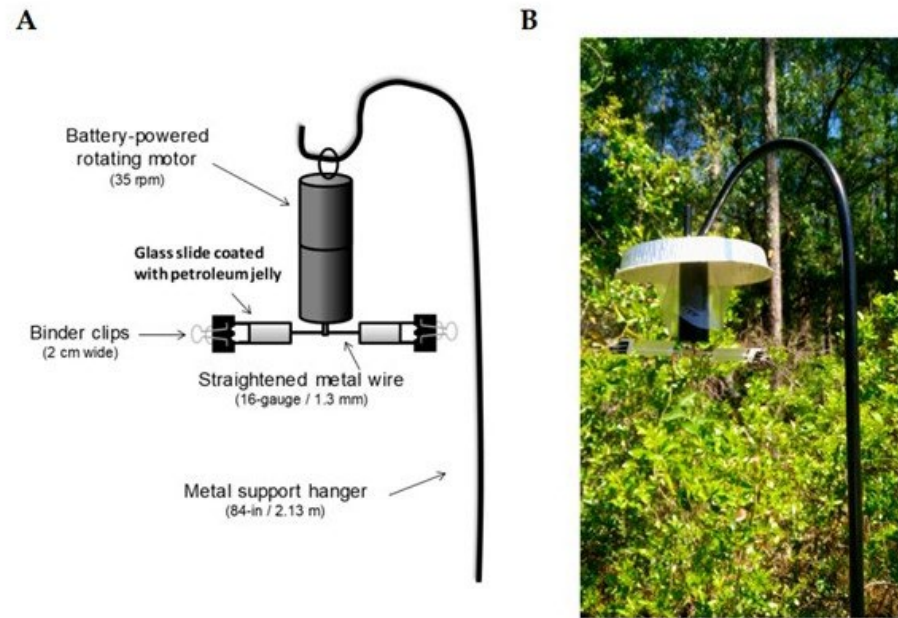 A
B
Battery-powered
rotating motor
(35 rpm)
Glass slide coated
with petroleum jelly
Binder clips
(2 cm wide)
Straightened metal wire
(16-gauge / 1.3 mm)
Metal support hanger
(84-in / 2.13 m)